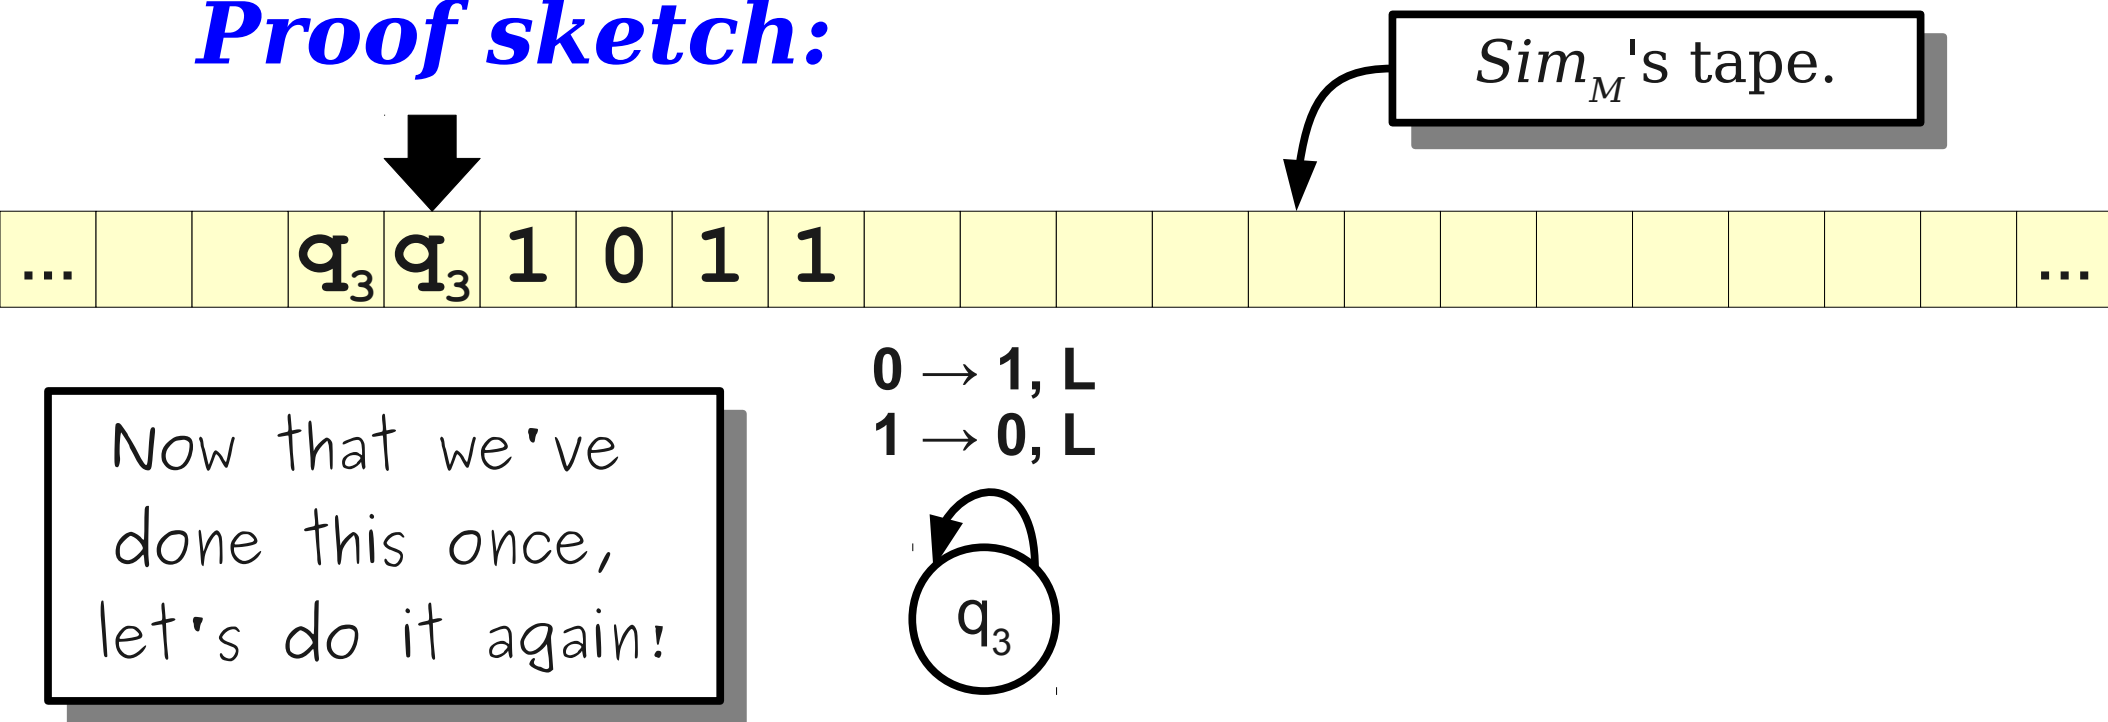 Proof sketch:
Sim_M's tape.
... q₃ q₃ 1 0 1 1 ...
0 → 1, L
1 → 0, L
Now that we've
done this once,
let's do it again!
q₃